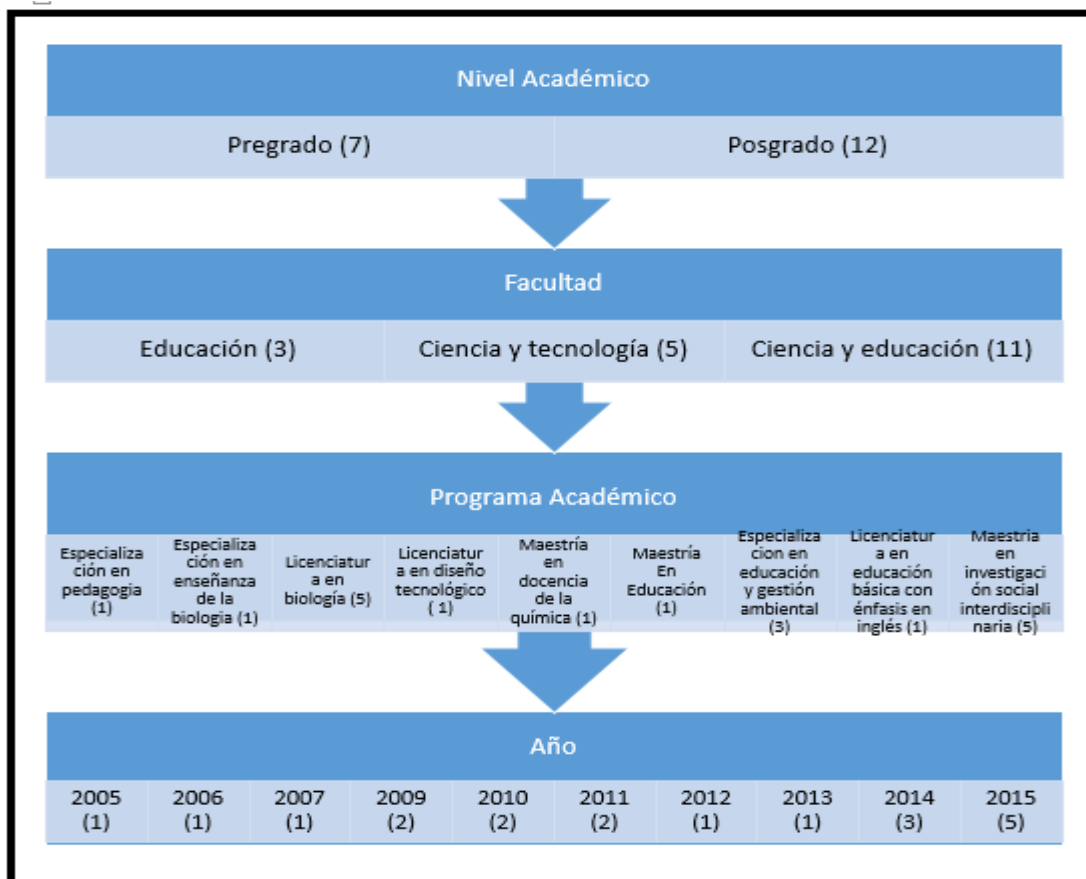 Nivel Académico
Pregrado (7)
Posgrado (12)
Facultad
Educación (3)
Ciencia y tecnología (5)
Ciencia y educación (11)
Programa Académico
Especializa
ción en
pedagogia
(1)
Especializa
ción en
enseñanza
de la
biologia (1)
Licenciatur
a en
biología (5)
Licenciatur
a en diseño
tecnológico
( 1)
Maestría
en
docencia
de la
química (1)
Maestría
En
Educación
(1)
Especializa
cion en
educación
y gestión
ambiental
(3)
Licenciatur
a en
educación
básica con
énfasis en
inglés (1)
Maestría
en
investigaci
ón social
interdiscipli
naria (5)
Año
2005
(1)
2006
(1)
2007
(1)
2009
(2)
2010
(2)
2011
(2)
2012
(1)
2013
(1)
2014
(3)
2015
(5)